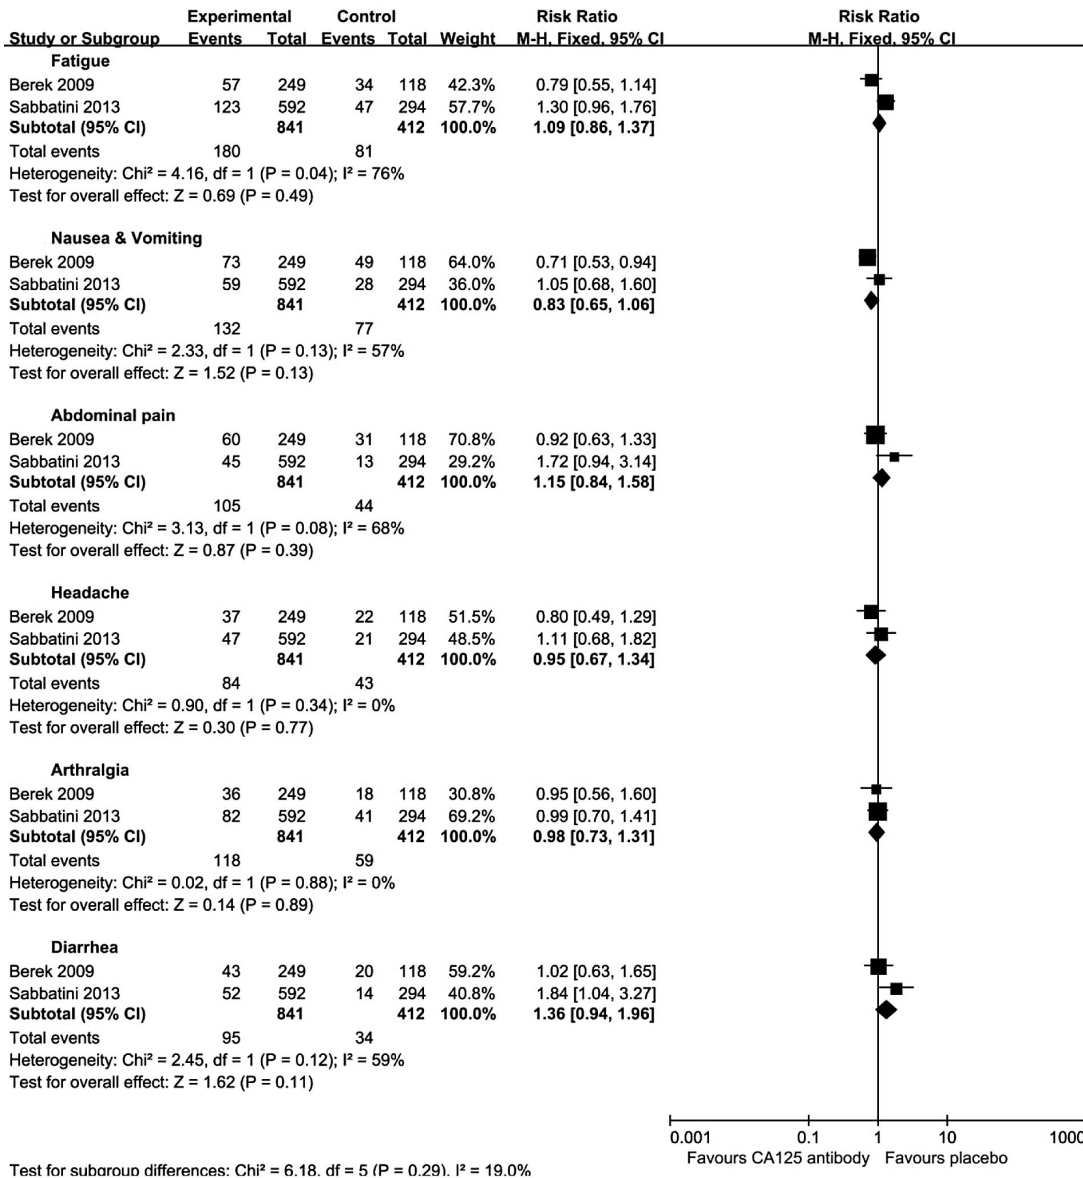 Experimental Control Risk Ratio Risk Ratio
Study or Subgroup Events Total Events Total Weight M-H, Fixed, 95% CI M-H, Fixed, 95% CI
Fatigue
Berek 2009 57 249 34 118 42.3% 0.79 [0.55, 1.14]
Sabbatini 2013 123 592 47 294 57.7% 1.30 [0.96, 1.76]
Subtotal (95% CI) 841 412 100.0% 1.09 [0.86, 1.37]
Total events 180 81
Heterogeneity: Chi² = 4.16, df = 1 (P = 0.04); I² = 76%
Test for overall effect: Z = 0.69 (P = 0.49)
Nausea & Vomiting
Berek 2009 73 249 49 118 64.0% 0.71 [0.53, 0.94]
Sabbatini 2013 59 592 28 294 36.0% 1.05 [0.68, 1.60]
Subtotal (95% CI) 841 412 100.0% 0.83 [0.65, 1.06]
Total events 132 77
Heterogeneity: Chi² = 2.33, df = 1 (P = 0.13); I² = 57%
Test for overall effect: Z = 1.52 (P = 0.13)
Abdominal pain
Berek 2009 60 249 31 118 70.8% 0.92 [0.63, 1.33]
Sabbatini 2013 45 592 13 294 29.2% 1.72 [0.94, 3.14]
Subtotal (95% CI) 841 412 100.0% 1.15 [0.84, 1.58]
Total events 105 44
Heterogeneity: Chi² = 3.13, df = 1 (P = 0.08); I² = 68%
Test for overall effect: Z = 0.87 (P = 0.39)
Headache
Berek 2009 37 249 22 118 51.5% 0.80 [0.49, 1.29]
Sabbatini 2013 47 592 21 294 48.5% 1.11 [0.68, 1.82]
Subtotal (95% CI) 841 412 100.0% 0.95 [0.67, 1.34]
Total events 84 43
Heterogeneity: Chi² = 0.90, df = 1 (P = 0.34); I² = 0%
Test for overall effect: Z = 0.30 (P = 0.77)
Arthralgia
Berek 2009 36 249 18 118 30.8% 0.95 [0.56, 1.60]
Sabbatini 2013 82 592 41 294 69.2% 0.99 [0.70, 1.41]
Subtotal (95% CI) 841 412 100.0% 0.98 [0.73, 1.31]
Total events 118 59
Heterogeneity: Chi² = 0.02, df = 1 (P = 0.88); I² = 0%
Test for overall effect: Z = 0.14 (P = 0.89)
Diarrhea
Berek 2009 43 249 20 118 59.2% 1.02 [0.63, 1.65]
Sabbatini 2013 52 592 14 294 40.8% 1.84 [1.04, 3.27]
Subtotal (95% CI) 841 412 100.0% 1.36 [0.94, 1.96]
Total events 95 34
Heterogeneity: Chi² = 2.45, df = 1 (P = 0.12); I² = 59%
Test for overall effect: Z = 1.62 (P = 0.11)
0.001 0.1 1 10 1000
Favours CA125 antibody Favours placebo
Test for subgroup differences: Chi² = 6.18, df = 5 (P = 0.29), I² = 19.0%